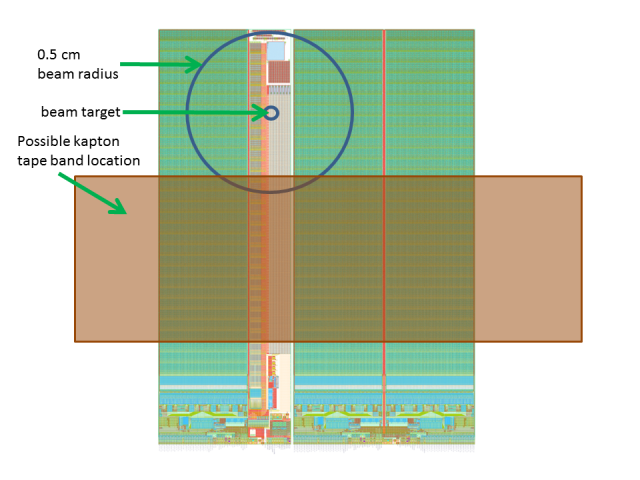 0.5 cm
beam radius
beam target
Possible kapton
tape band location